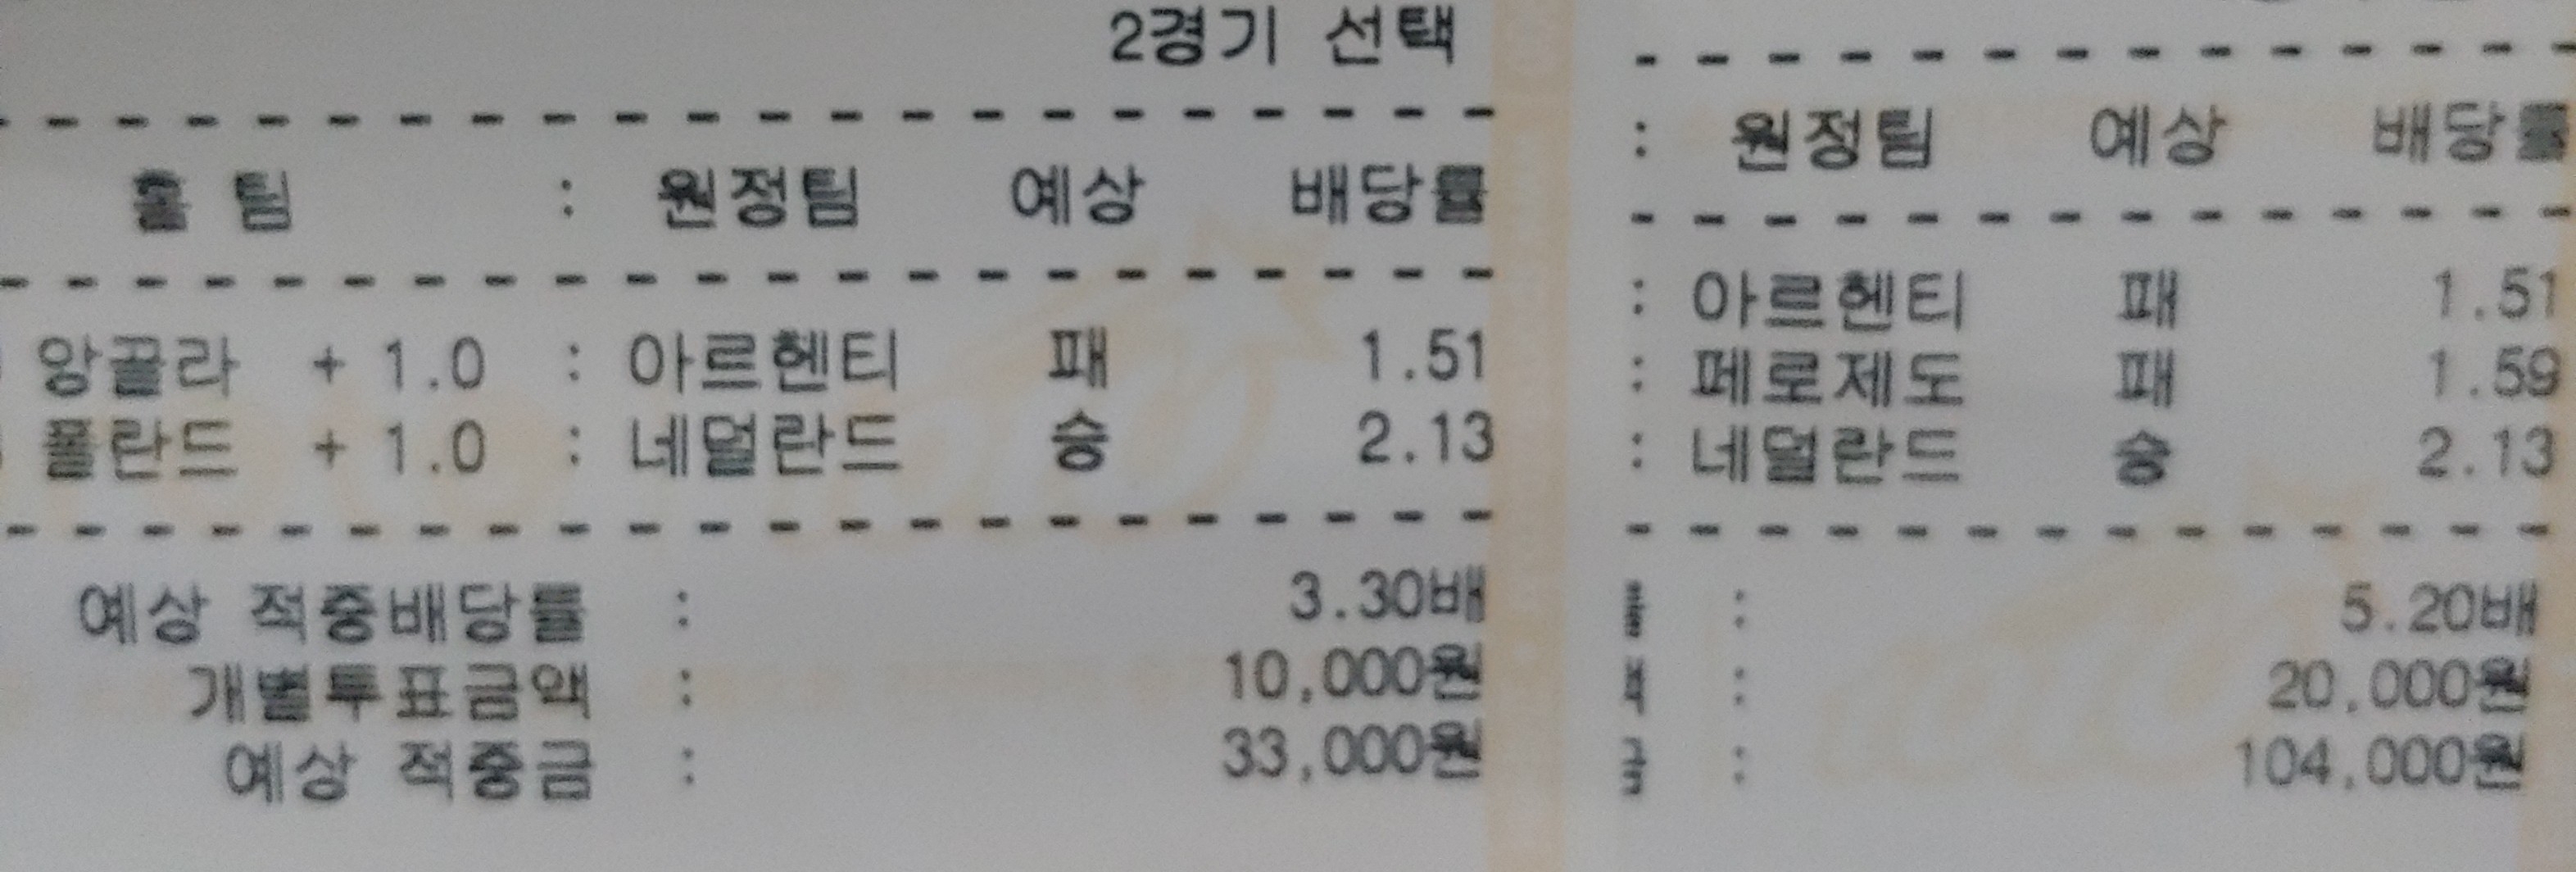 2경기 선택
홈 팀 : 원정팀 예상 배당률
앙골라 + 1.0 : 아르헨티 패 1.51
폴란드 + 1.0 : 네덜란드 승 2.13
예상 적중배당률 : 3.30배
개별투표금액 : 10,000원
예상 적중금 : 33,000원
: 원정팀 예상 배당률
: 아르헨티 패 1.51
: 페로제도 패 1.59
: 네덜란드 승 2.13
: 5.20배
: 20,000원
: 104,000원